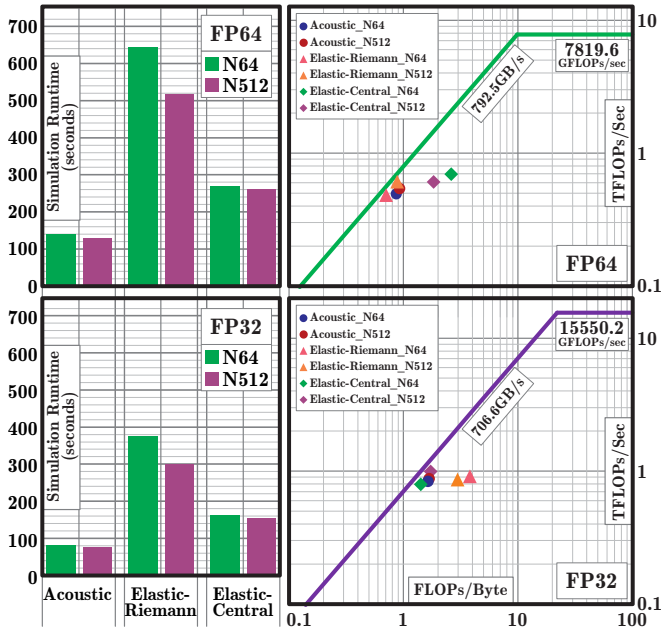 700
600
500
400
300
200
100
0
Simulation Runtime
(seconds)
FP64
N64
N512
Acoustic_N64
Acoustic_N512
Elastic-Riemann_N64
Elastic-Riemann_N512
Elastic-Central_N64
Elastic-Central_N512
792.5GB/s
7819.6
GFLOPs/sec
FP64
10
1
0.1
TFLOPs/Sec
700
600
500
400
300
200
100
0
Simulation Runtime
(seconds)
FP32
N64
N512
Acoustic
Elastic-
Riemann
Elastic-
Central
Acoustic_N64
Acoustic_N512
Elastic-Riemann_N64
Elastic-Riemann_N512
Elastic-Central_N64
Elastic-Central_N512
706.6GB/s
15550.2
GFLOPs/sec
FP32
10
1
0.1
TFLOPs/Sec
FLOPs/Byte
0.1
1
10
100